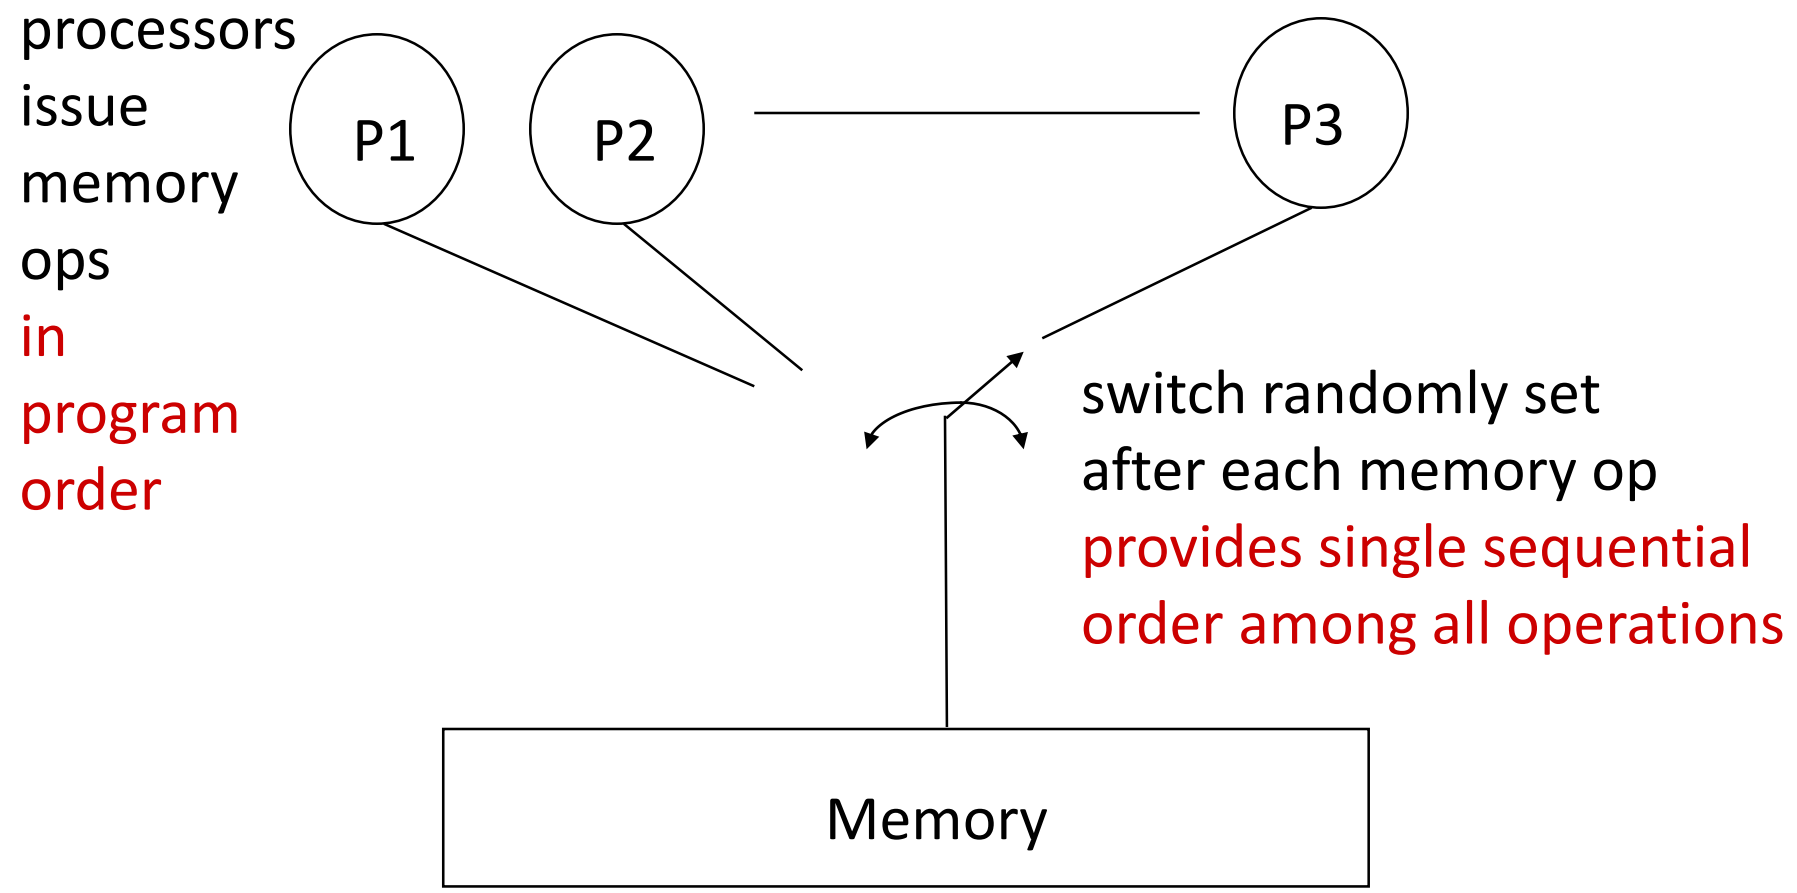 processors
issue
memory
ops
in
program
order
P1
P2
P3
switch randomly set
after each memory op
provides single sequential
order among all operations
Memory